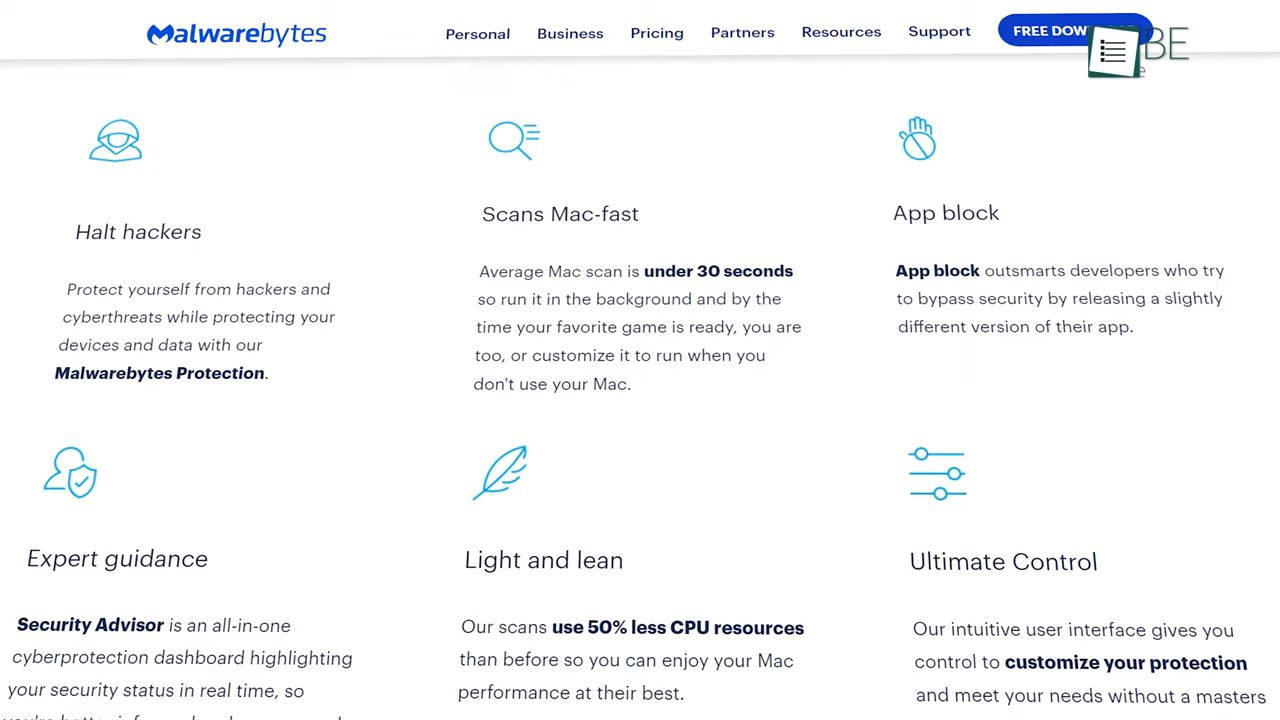 Malwarebytes
Personal Business Pricing Partners Resources Support
FREE
BE
Halt hackers
Protect yourself from hackers and
cyberthreats while protecting your
devices and data with our
Malwarebytes Protection.
Scans Mac-fast
Average Mac scan is under 30 seconds
so run it in the background and by the
time your favorite game is ready, you are
too, or customize it to run when you
don't use your Mac.
App block
App block outsmarts developers who try
to bypass security by releasing a slightly
different version of their app.
Expert guidance
Security Advisor is an all-in-one
cyberprotection dashboard highlighting
your security status in real time, so
Light and lean
Our scans use 50% less CPU resources
than before so you can enjoy your Mac
performance at their best.
Ultimate Control
Our intuitive user interface gives you
control to customize your protection
and meet your needs without a masters